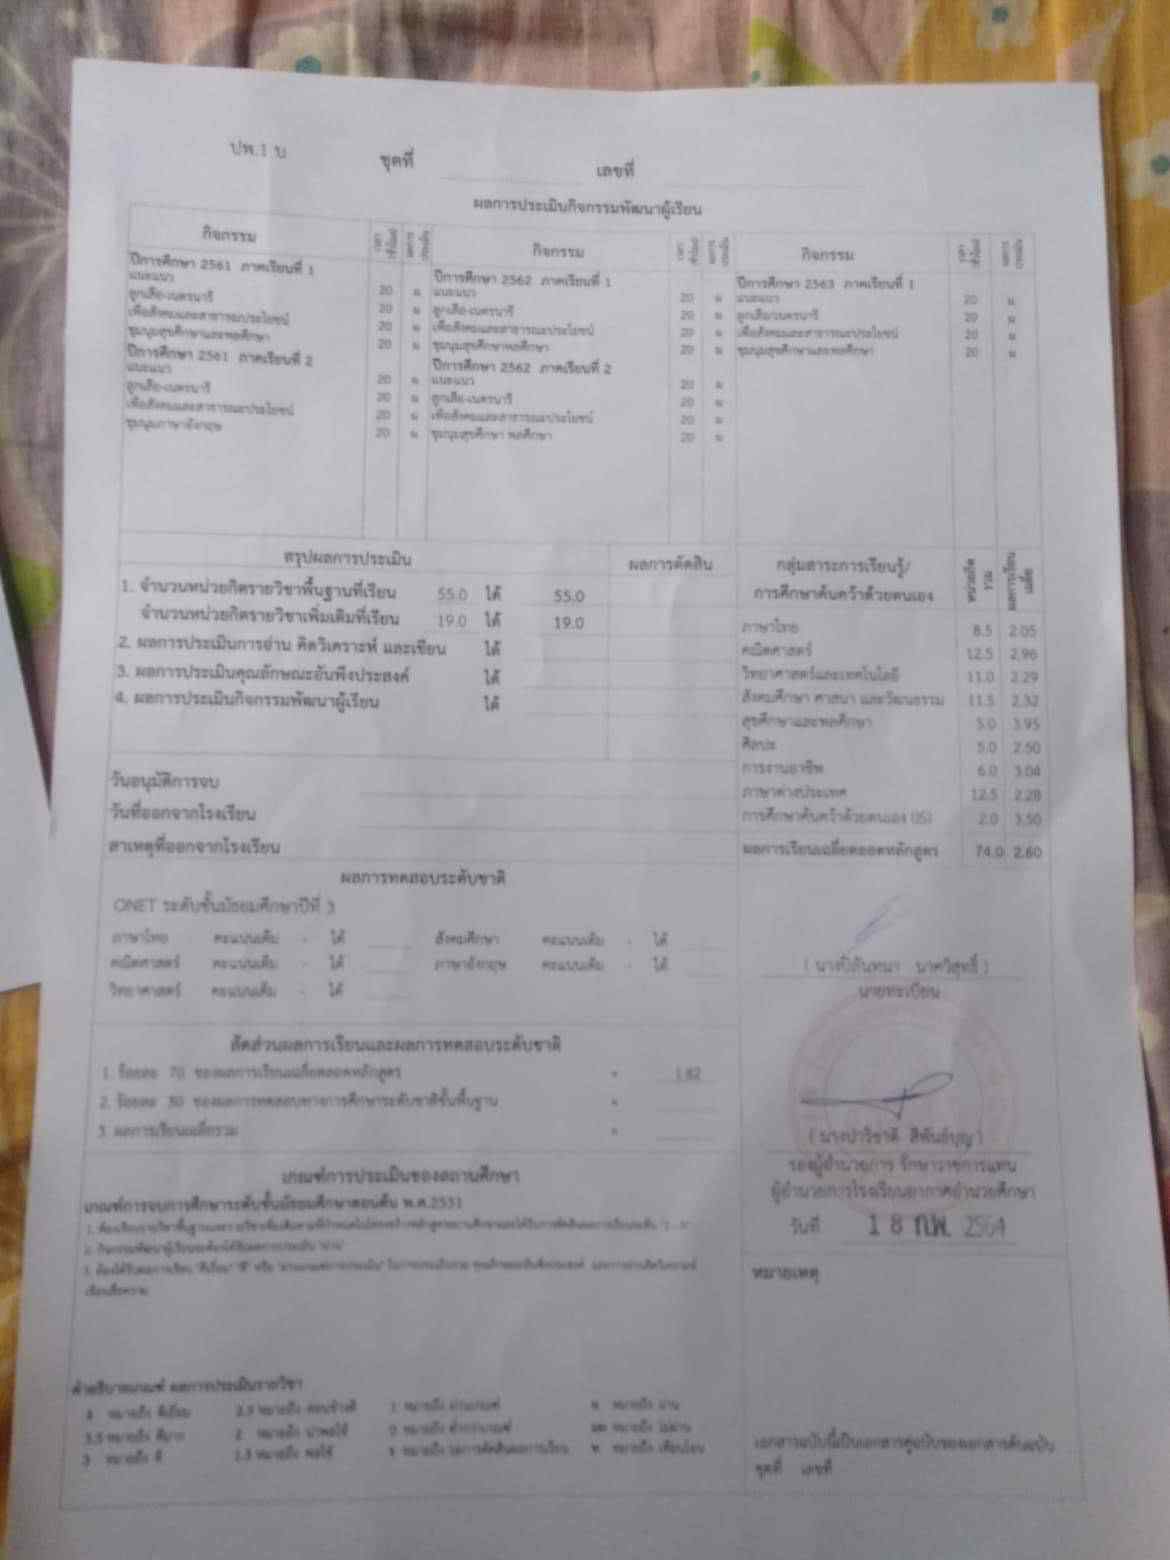 ปพ.1 บ ชุดที่ เลขที่
ผลการประเมินกิจกรรมพัฒนาผู้เรียน
กิจกรรม เวลา (ชั่วโมง) ผลการประเมิน กิจกรรม เวลา (ชั่วโมง) ผลการประเมิน กิจกรรม เวลา (ชั่วโมง) ผลการประเมิน
ปีการศึกษา 2561 ภาคเรียนที่ 1
แนะแนว 20 ผ
ลูกเสือ-เนตรนารี 20 ผ
เพื่อสังคมและสาธารณะประโยชน์ 20 ผ
ชุมนุมสุขศึกษาและพลศึกษา 20 ผ
ปีการศึกษา 2561 ภาคเรียนที่ 2
แนะแนว 20 ผ
ลูกเสือ-เนตรนารี 20 ผ
เพื่อสังคมและสาธารณะประโยชน์ 20 ผ
ชุมนุมภาษาอังกฤษ 20 ผ
ปีการศึกษา 2562 ภาคเรียนที่ 1
แนะแนว 20 ผ
ลูกเสือ-เนตรนารี 20 ผ
เพื่อสังคมและสาธารณะประโยชน์ 20 ผ
ชุมนุมสุขศึกษาพลศึกษา 20 ผ
ปีการศึกษา 2562 ภาคเรียนที่ 2
แนะแนว 20 ผ
ลูกเสือ-เนตรนารี 20 ผ
เพื่อสังคมและสาธารณะประโยชน์ 20 ผ
ชุมนุมสุขศึกษา พลศึกษา 20 ผ
ปีการศึกษา 2563 ภาคเรียนที่ 1
แนะแนว 20 ผ
ลูกเสือ/เนตรนารี 20 ผ
เพื่อสังคมและสาธารณะประโยชน์ 20 ผ
ชุมนุมสุขศึกษาและพลศึกษา 20 ผ
สรุปผลการประเมิน ผลการตัดสิน
1. จำนวนหน่วยกิตรายวิชาพื้นฐานที่เรียน 55.0 ได้ 55.0
จำนวนหน่วยกิตรายวิชาเพิ่มเติมที่เรียน 19.0 ได้ 19.0
2. ผลการประเมินการอ่าน คิดวิเคราะห์ และเขียน ได้
3. ผลการประเมินคุณลักษณะอันพึงประสงค์ ได้
4. ผลการประเมินกิจกรรมพัฒนาผู้เรียน ได้
วันอนุมัติการจบ
วันที่ออกจากโรงเรียน
สาเหตุที่ออกจากโรงเรียน
กลุ่มสาระการเรียนรู้/
การศึกษาค้นคว้าด้วยตนเอง หน่วยกิตรวม ผลการเรียนเฉลี่ย
ภาษาไทย 8.5 2.05
คณิตศาสตร์ 12.5 2.96
วิทยาศาสตร์และเทคโนโลยี 11.0 2.29
สังคมศึกษา ศาสนา และวัฒนธรรม 11.5 2.32
สุขศึกษาและพลศึกษา 5.0 3.95
ศิลปะ 5.0 2.50
การงานอาชีพ 6.0 3.04
ภาษาต่างประเทศ 12.5 2.28
การศึกษาค้นคว้าด้วยตนเอง (IS) 2.0 3.50
ผลการเรียนเฉลี่ยตลอดหลักสูตร 74.0 2.60
ผลการทดสอบระดับชาติ
ONET ระดับชั้นมัธยมศึกษาปีที่ 3
ภาษาไทย คะแนนเต็ม - ได้ สังคมศึกษา คะแนนเต็ม - ได้
คณิตศาสตร์ คะแนนเต็ม - ได้ ภาษาอังกฤษ คะแนนเต็ม - ได้
วิทยาศาสตร์ คะแนนเต็ม - ได้
นายทะเบียน
สัดส่วนผลการเรียนและผลการทดสอบระดับชาติ
1. ร้อยละ 70 ของผลการเรียนเฉลี่ยตลอดหลักสูตร = 1.82
2. ร้อยละ 30 ของผลการทดสอบทางการศึกษาระดับชาติขั้นพื้นฐาน =
3. ผลการเรียนเฉลี่ยรวม =
รองผู้อำนวยการ รักษาราชการแทน
ผู้อำนวยการโรงเรียนอากาศอำนวยศึกษา
วันที่ 18 ก.พ. 2564
เกณฑ์การประเมินของสถานศึกษา
เกณฑ์การจบการศึกษาระดับชั้นมัธยมศึกษาตอนต้น พ.ศ.2551
หมายเหตุ
คำอธิบายเกณฑ์ ผลการประเมินรายวิชา
4 หมายถึง ดีเยี่ยม 2.5 หมายถึง ค่อนข้างดี 1 หมายถึง ผ่านเกณฑ์ ผ หมายถึง ผ่าน
3.5 หมายถึง ดีมาก 2 หมายถึง น่าพอใจ 0 หมายถึง ต่ำกว่าเกณฑ์ มผ หมายถึง ไม่ผ่าน
3 หมายถึง ดี 1.5 หมายถึง พอใช้ ร หมายถึง รอการตัดสินผลการเรียน ท หมายถึง เทียบโอน
ชุดที่ เลขที่